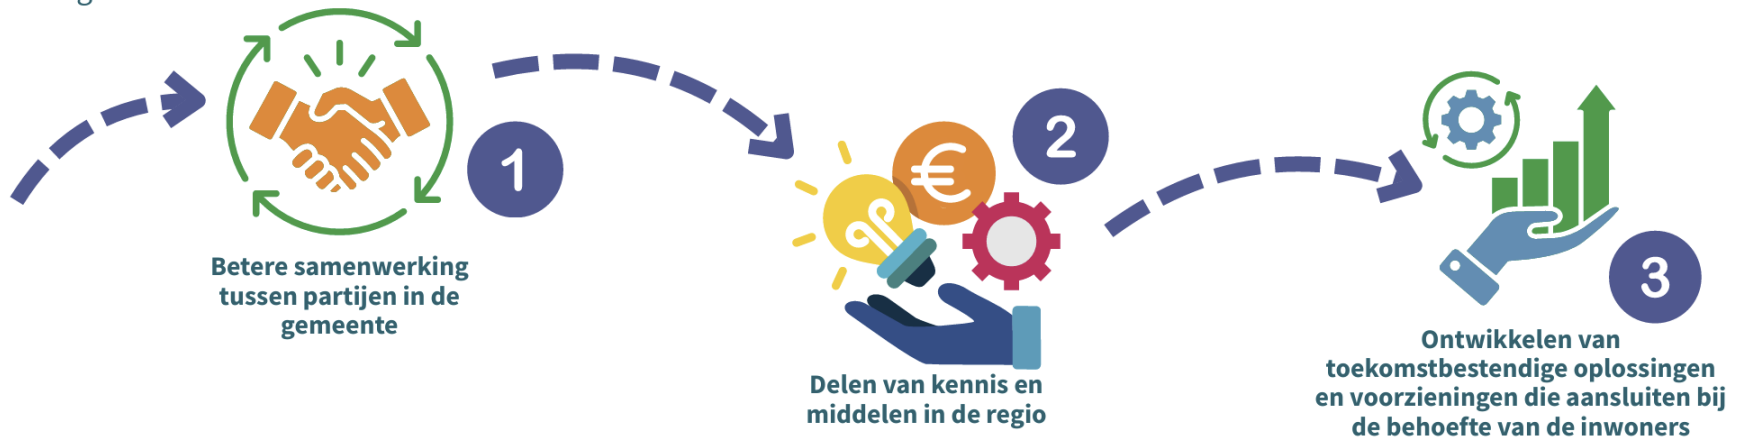 1
Betere samenwerking
tussen partijen in de
gemeente
2
€
Delen van kennis en
middelen in de regio
3
Ontwikkelen van
toekomstbestendige oplossingen
en voorzieningen die aansluiten bij
de behoefte van de inwoners